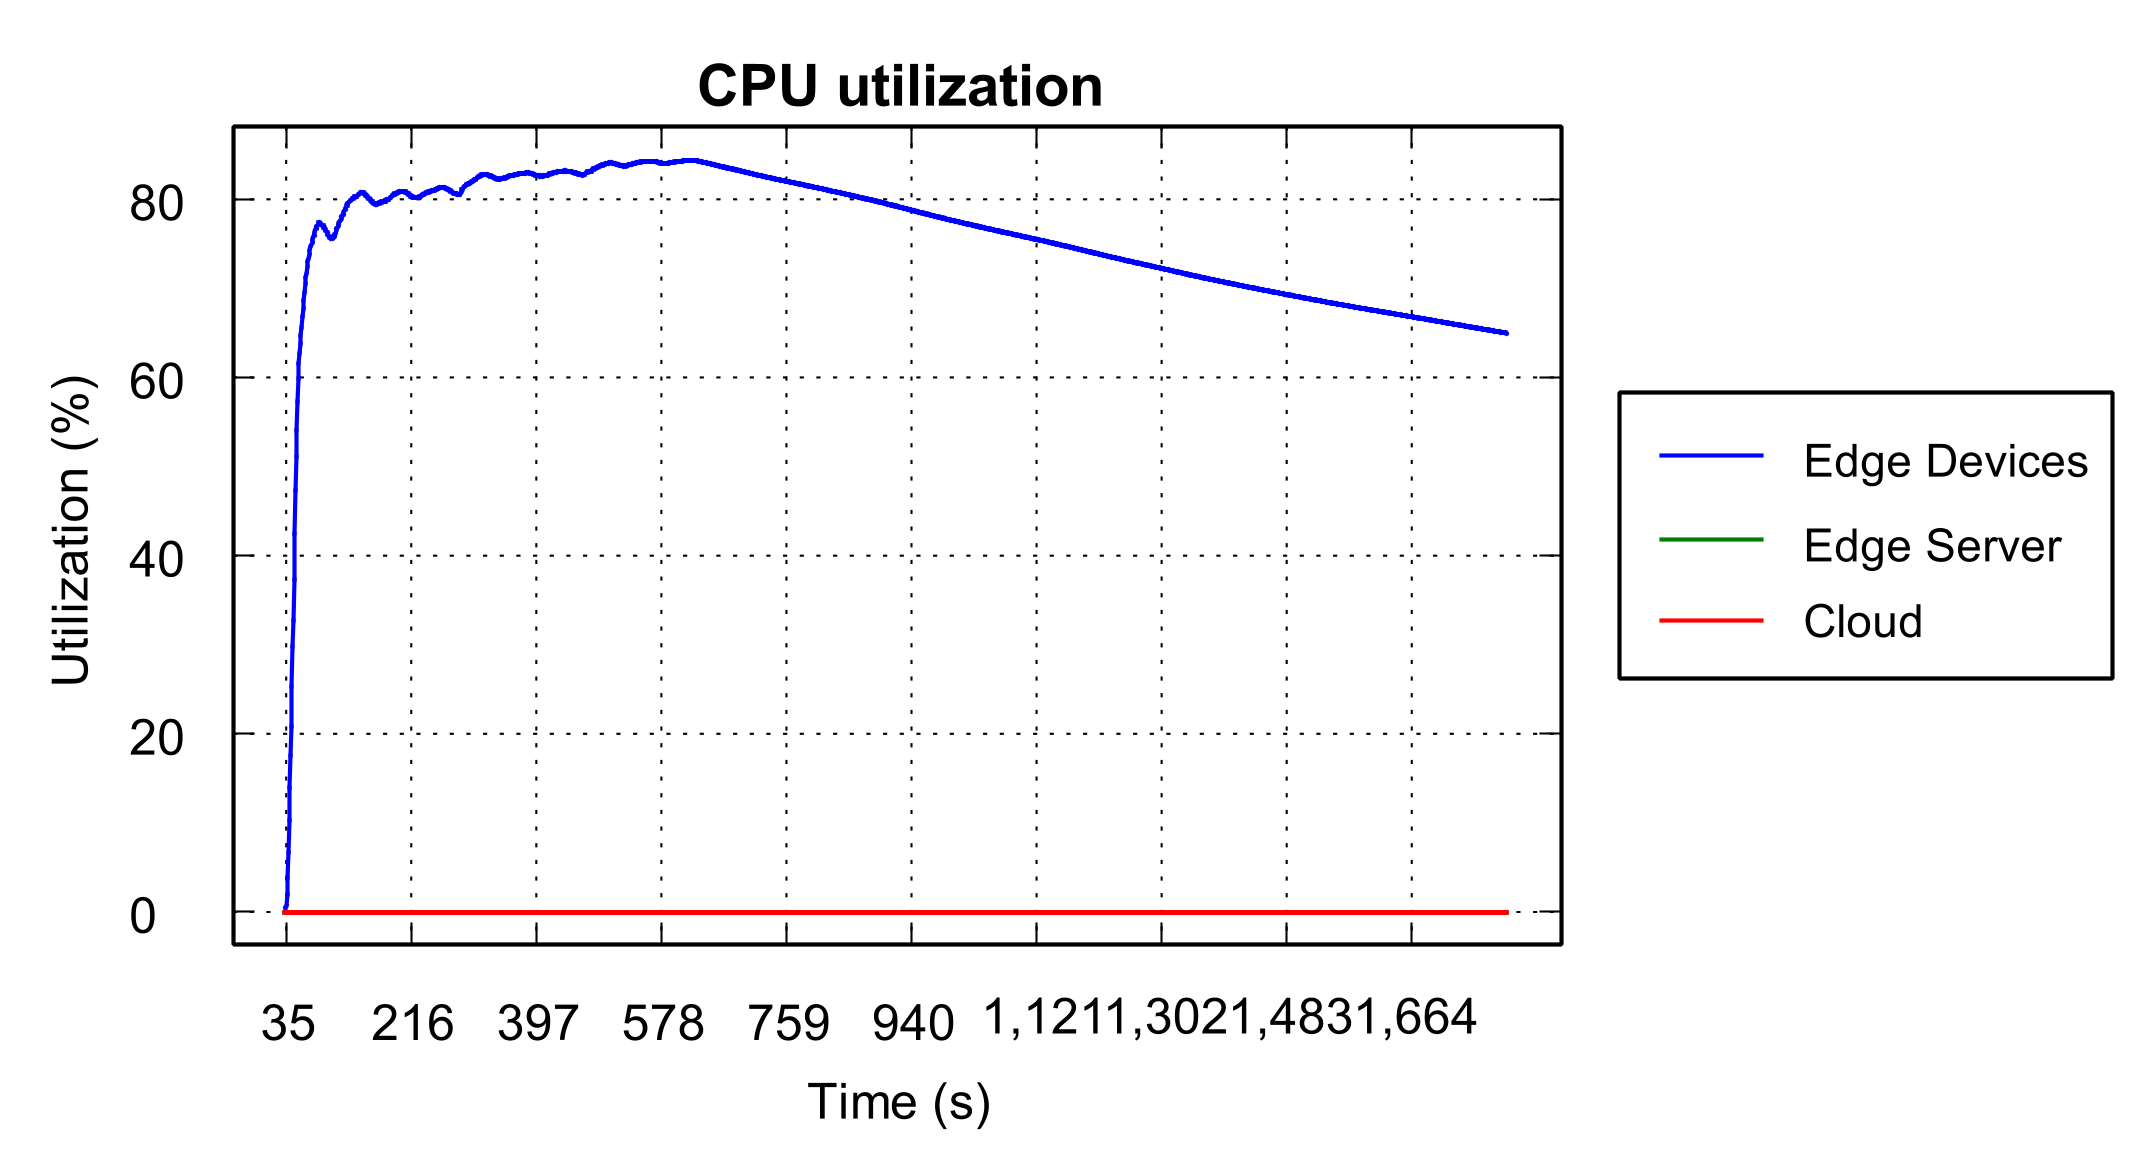 CPU utilization
Utilization (%)
80
60
40
20
0
35 216 397 578 759 940 1,1211,3021,4831,664
Time (s)
Edge Devices
Edge Server
Cloud